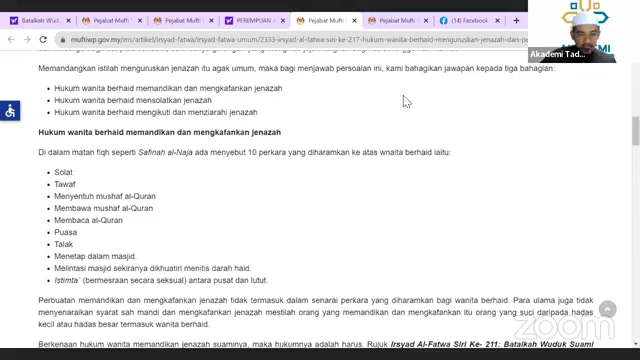 Bataikah Wudu
Pejabat Mufti Wi
Pejabat Mufti Wi
PEREMPUAN A
Pejabat Mufti Wi
Pejabat Mufti Wi
(14) Facebook
muftiwp.gov.my/ms/artikel/irsyad-fatwa/irsyad-fatwa-umum/2333-irsyad-al-fatwa-siri-ke-217-hukum-wanita-berhaid-menguruskan-jenazah-dari-pe
Akademi Tad...
Memandangkan istilah menguruskan jenazah itu agak umum, maka bagi menjawab persoalan ini, kami bahagikan jawapan kepada tiga bahagian:
Hukum wanita berhaid memandikan dan mengkafankan jenazah
Hukum wanita berhaid mensolatkan jenazah
Hukum wanita berhaid mengikuti dan menziarahi jenazah
Hukum wanita berhaid memandikan dan mengkafankan jenazah
Di dalam matan fiqh seperti Safinah al-Naja ada menyebut 10 perkara yang diharamkan ke atas wnaita berhaid iaitu:
Solat
Tawaf
Menyentuh mushaf al-Quran
Membawa mushaf al-Quran
Membaca al-Quran
Puasa
Talak
Menetap dalam masjid.
Melintasi masjid sekiranya dikhuatiri menitis darah haid.
Istimta` (bermesraan secara seksual) antara pusat dan lutut.
Perbuatan memandikan dan mengkafankan jenazah tidak termasuk dalam senarai perkara yang diharamkan bagi wanita berhaid. Para ulama juga tidak
menyenaraikan syarat sah mandi dan mengkafankan jenazah mestilah orang yang memandikan dan mengkafankan itu orang yang suci daripada hadas
kecil atau hadas besar termasuk wanita berhaid.
zoom
Berkenaan hukum wanita memandikan jenazah suaminya, maka hukumnya adalah harus. Rujuk Irsyad Al-Fatwa Siri Ke- 211: Bataikah Wuduk Suami